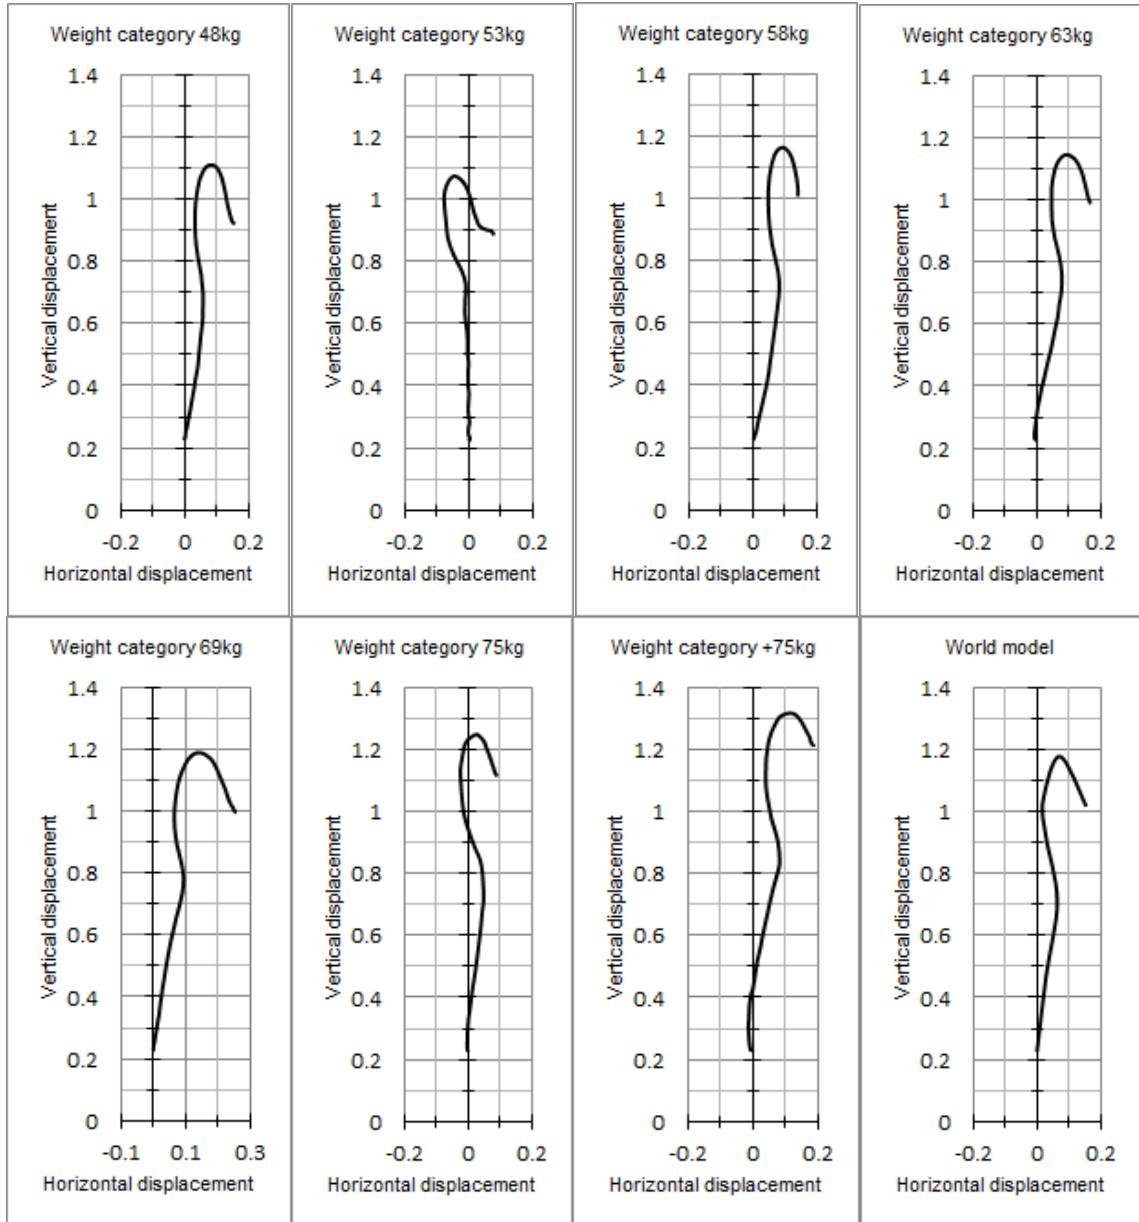 Weight category 48kg
1.4
1.2
1
0.8
0.6
0.4
0.2
0
-0.2 0 0.2
Vertical displacement
Horizontal displacement
Weight category 53kg
1.4
1.2
1
0.8
0.6
0.4
0.2
0
-0.2 0 0.2
Vertical displacement
Horizontal displacement
Weight category 58kg
1.4
1.2
1
0.8
0.6
0.4
0.2
0
-0.2 0 0.2
Vertical displacement
Horizontal displacement
Weight category 63kg
1.4
1.2
1
0.8
0.6
0.4
0.2
0
-0.2 0 0.2
Vertical displacement
Horizontal displacement
Weight category 69kg
1.4
1.2
1
0.8
0.6
0.4
0.2
0
-0.1 0.1 0.3
Vertical displacement
Horizontal displacement
Weight category 75kg
1.4
1.2
1
0.8
0.6
0.4
0.2
0
-0.2 0 0.2
Vertical displacement
Horizontal displacement
Weight category +75kg
1.4
1.2
1
0.8
0.6
0.4
0.2
0
-0.2 0 0.2
Vertical displacement
Horizontal displacement
World model
1.4
1.2
1
0.8
0.6
0.4
0.2
0
-0.2 0 0.2
Vertical displacement
Horizontal displacement